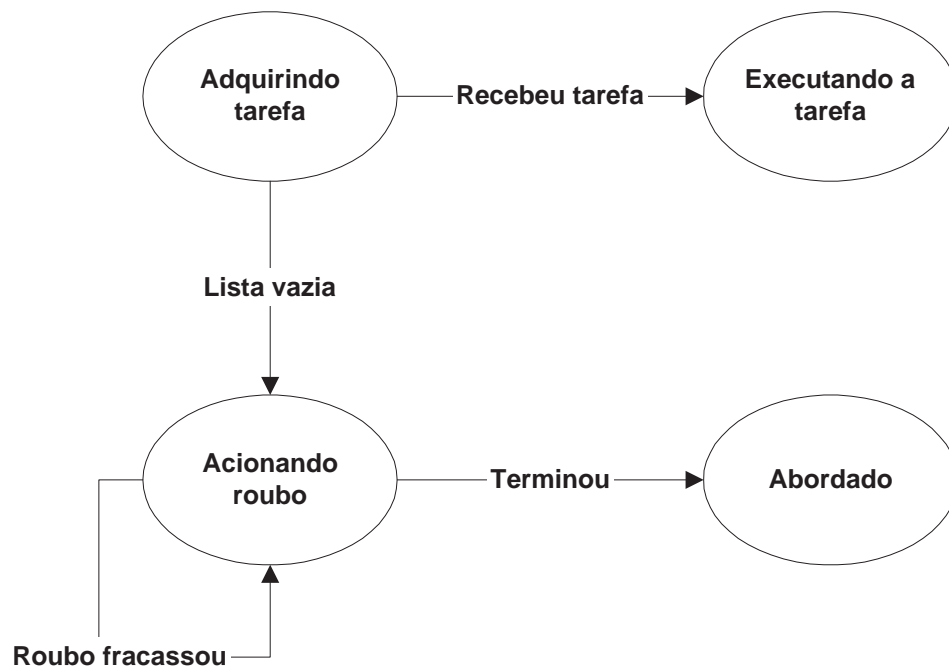 Adquirindo
tarefa
Recebeu tarefa
Executando a
tarefa
Lista vazia
Acionando
roubo
Terminou
Abordado
Roubo fracassou